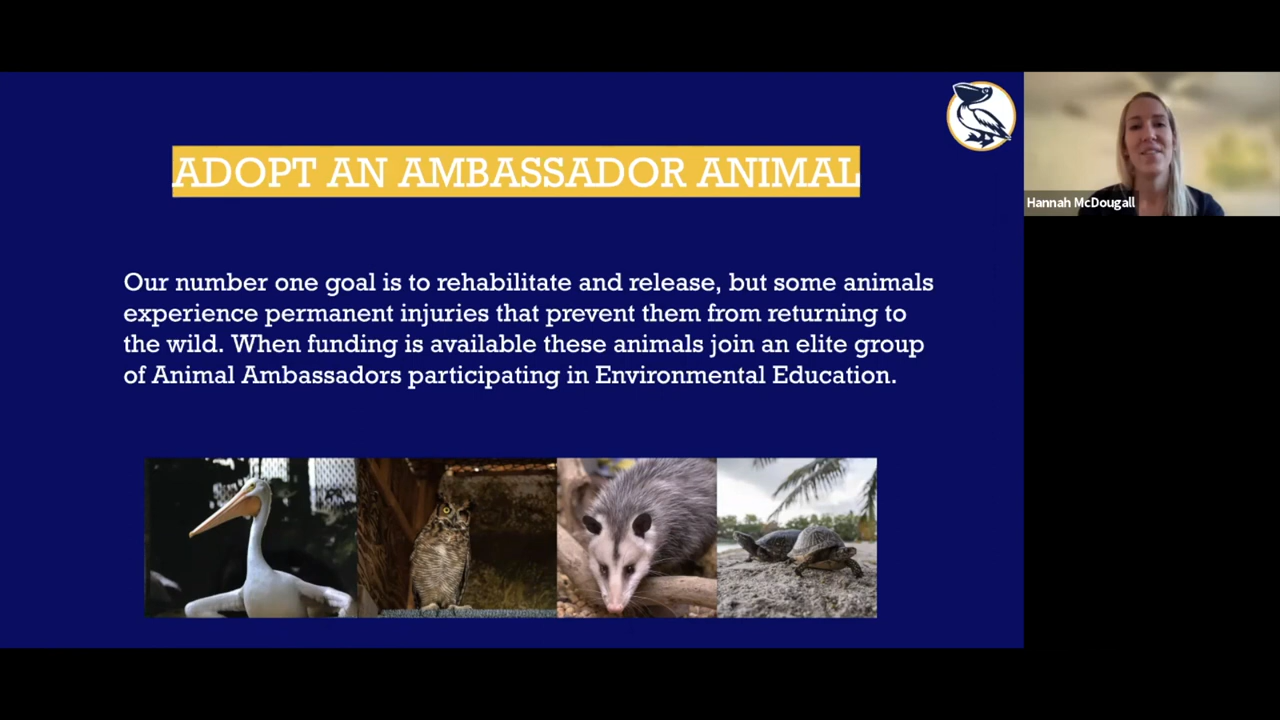 ADOPT AN AMBASSADOR ANIMAL
Hannah McDougall
Our number one goal is to rehabilitate and release, but some animals
experience permanent injuries that prevent them from returning to
the wild. When funding is available these animals join an elite group
of Animal Ambassadors participating in Environmental Education.